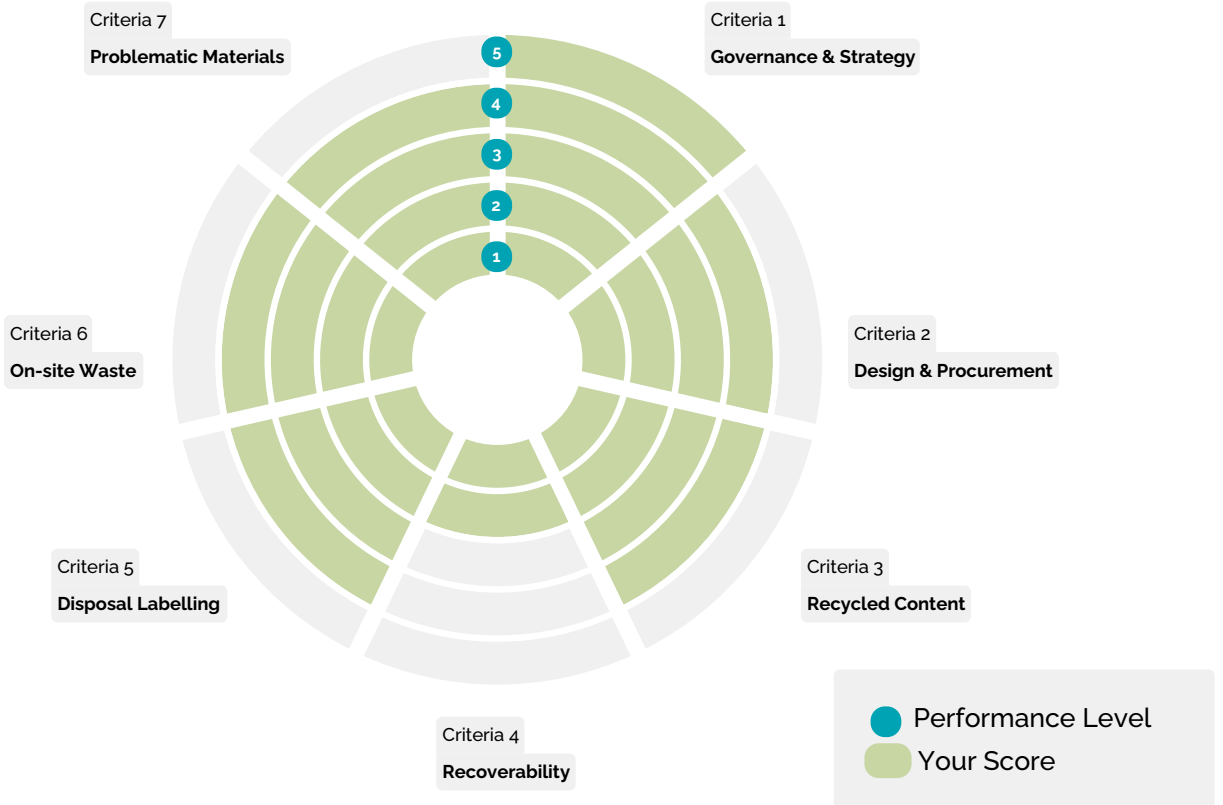 Criteria 7
Problematic Materials
Criteria 1
Governance & Strategy
5
4
3
2
1
Criteria 6
On-site Waste
Criteria 2
Design & Procurement
Criteria 5
Disposal Labelling
Criteria 3
Recycled Content
Criteria 4
Recoverability
Performance Level
Your Score